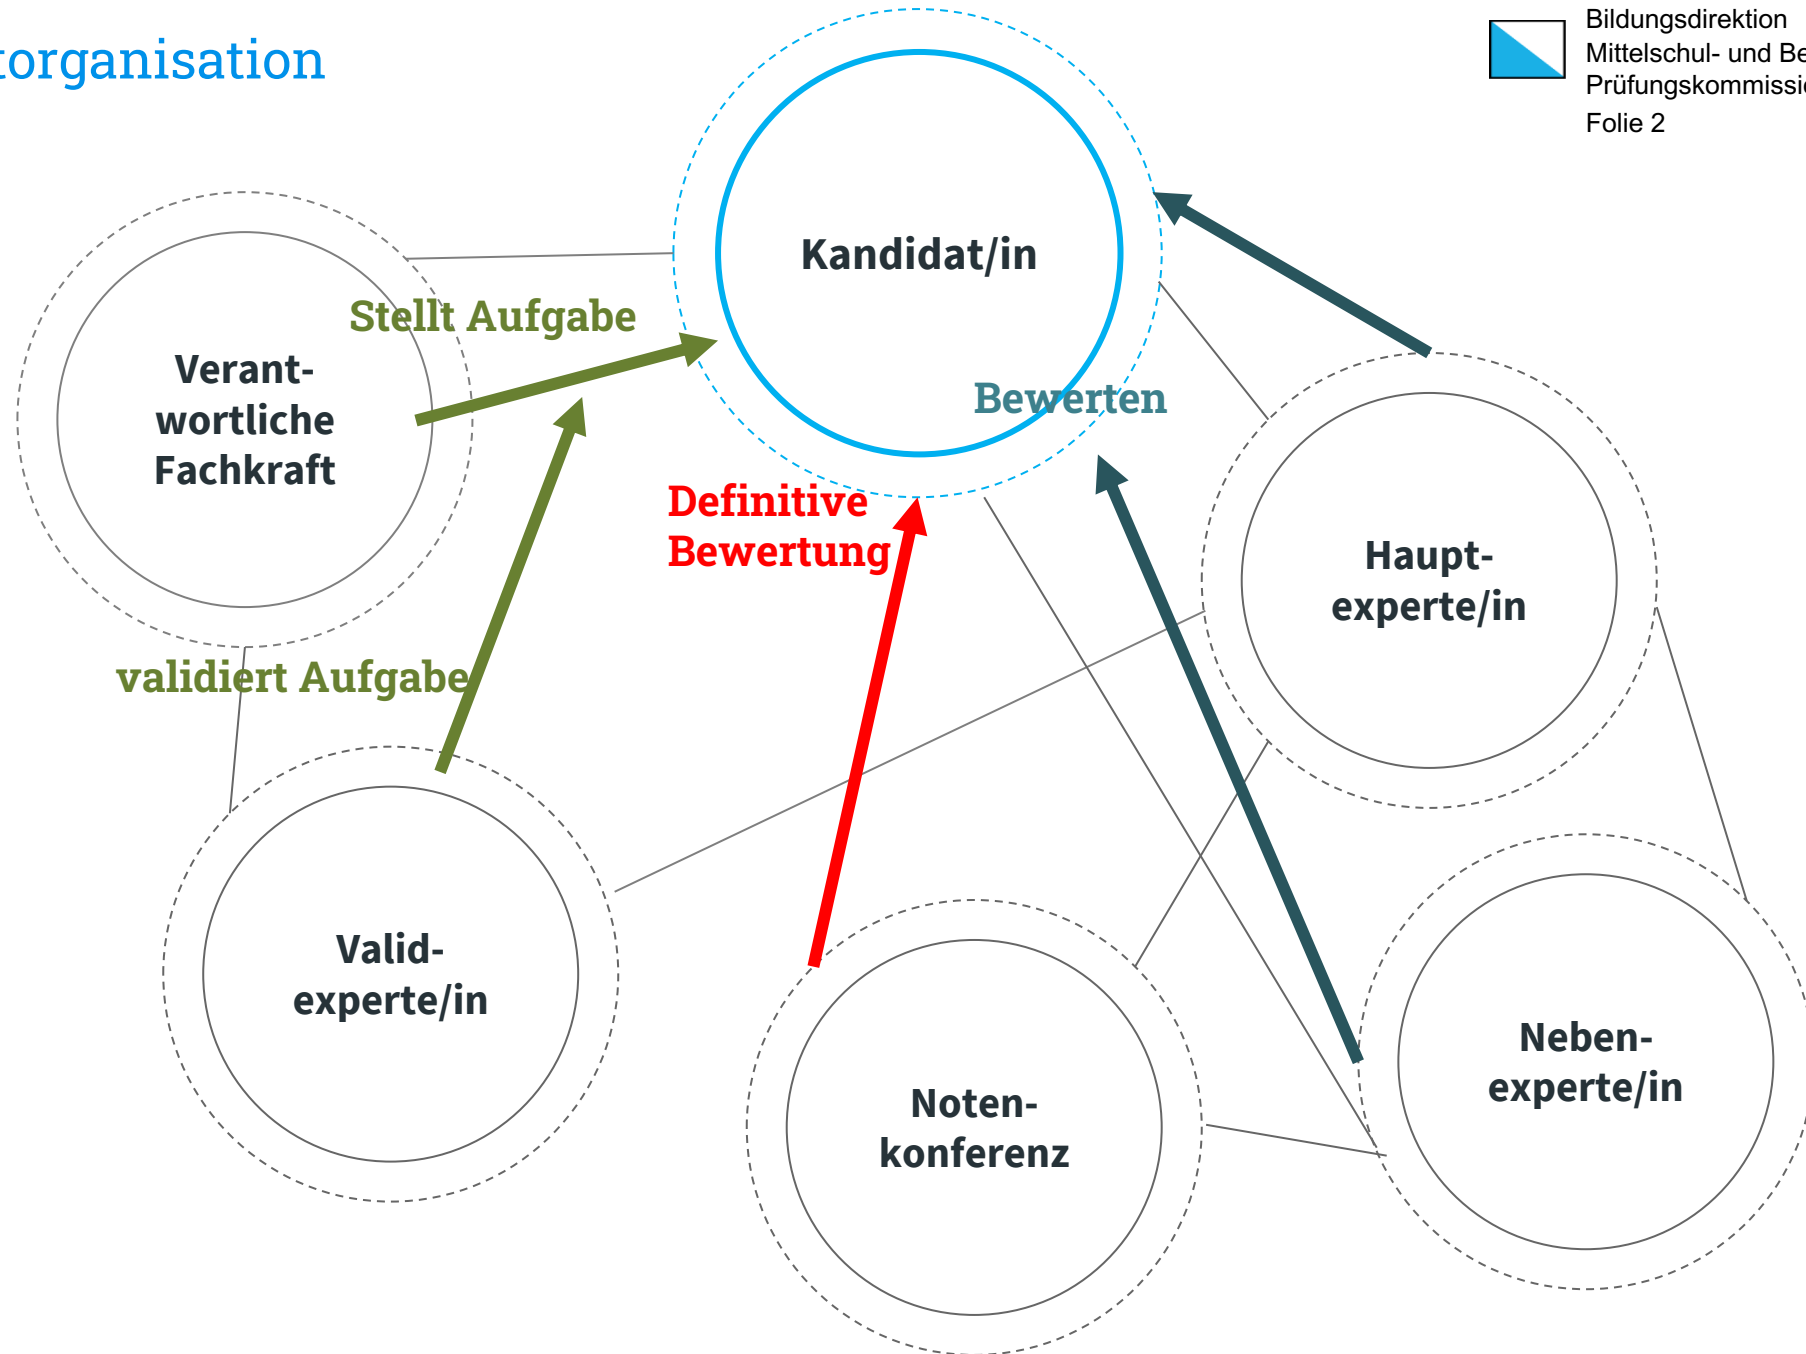 torganisation
Bildungsdirektion
Mittelschul- und Be
Prüfungskommissi
Folie 2
Kandidat/in
Stellt Aufgabe
Verant-
wortliche
Fachkraft
Bewerten
Definitive
Bewertung
Haupt-
experte/in
validiert Aufgabe
Valid-
experte/in
Noten-
konferenz
Neben-
experte/in